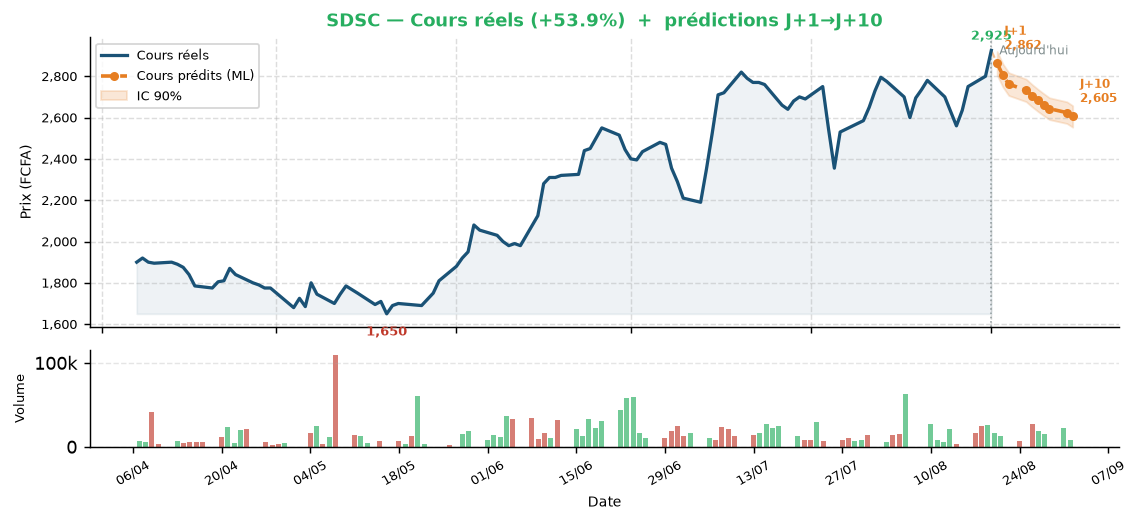 SDSC — Cours réels (+53.9%)  +  prédictions J+1→J+10
Cours réels
Cours prédits (ML)
IC 90%
2,925
J+1
2,862
Aujourd'hui
J+10
2,605
1,650
Prix (FCFA)
2,800
2,600
2,400
2,200
2,000
1,800
1,600
Volume
100k
0
06/04
20/04
04/05
18/05
01/06
15/06
29/06
13/07
27/07
10/08
24/08
07/09
Date